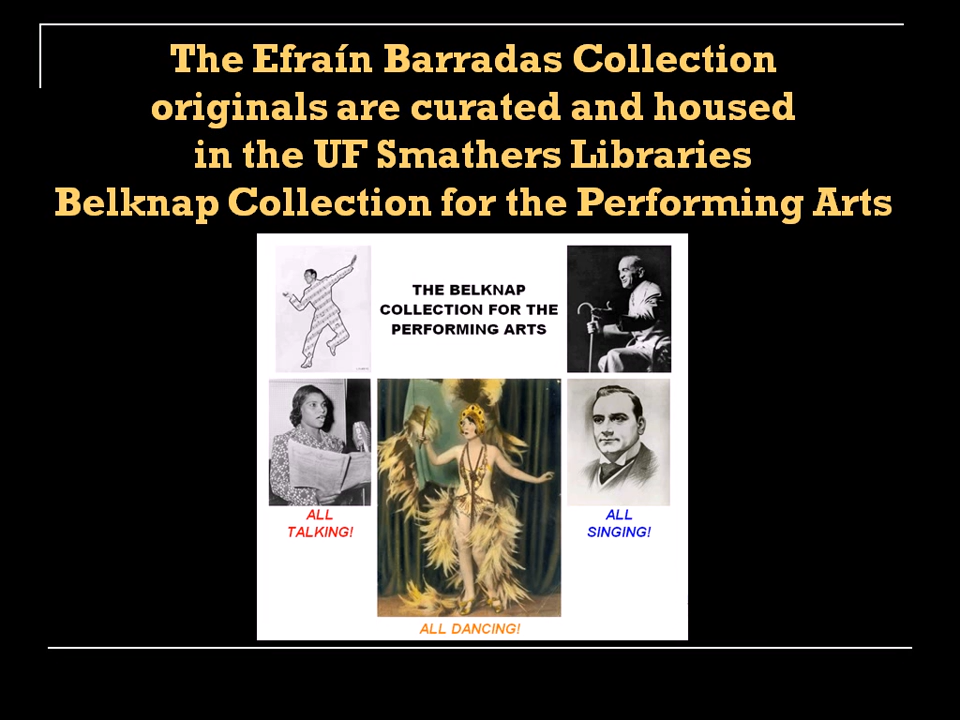 The Efraín Barradas Collection
originals are curated and housed
in the UF Smathers Libraries
Belknap Collection for the Performing Arts
THE BELKNAP
COLLECTION FOR THE
PERFORMING ARTS
ALL
TALKING!
ALL
SINGING!
ALL DANCING!